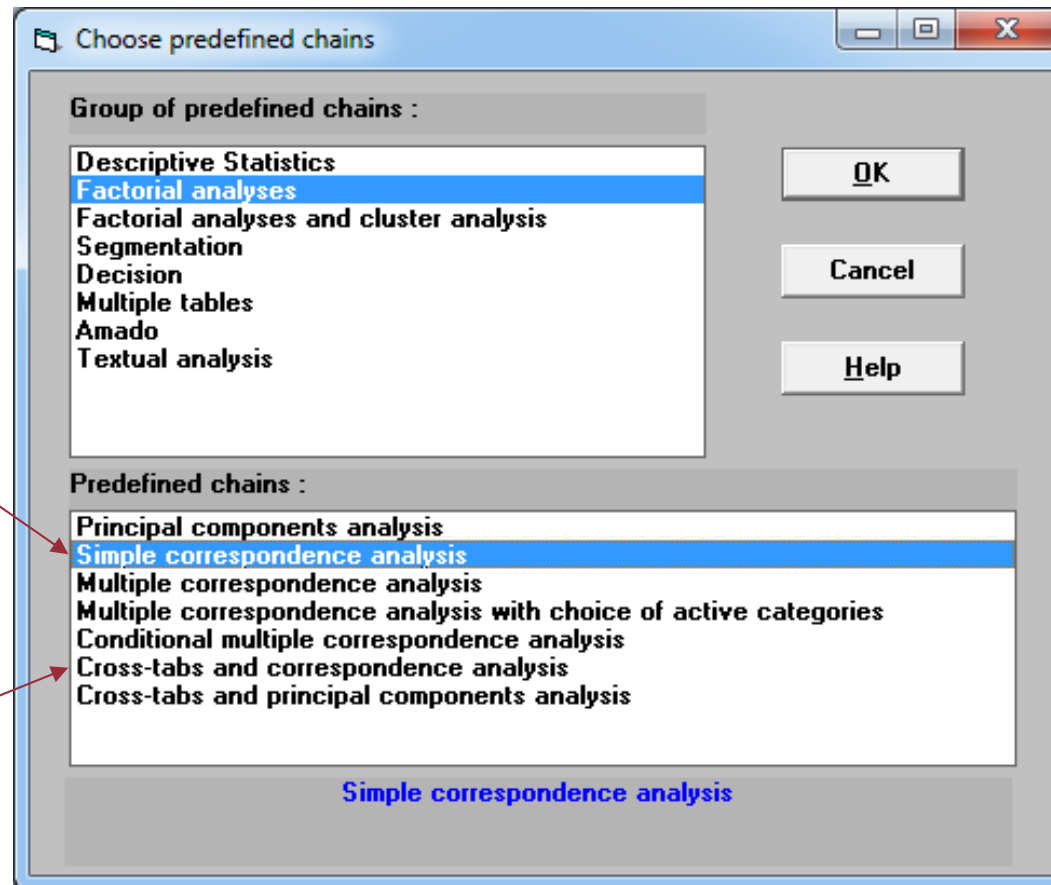 Choose predefined chains
Group of predefined chains :
Descriptive Statistics
Factorial analyses
Factorial analyses and cluster analysis
Segmentation
Decision
Multiple tables
Amado
Textual analysis
OK
Cancel
Help
Predefined chains :
Principal components analysis
Simple correspondence analysis
Multiple correspondence analysis
Multiple correspondence analysis with choice of active categories
Conditional multiple correspondence analysis
Cross-tabs and correspondence analysis
Cross-tabs and principal components analysis
Simple correspondence analysis